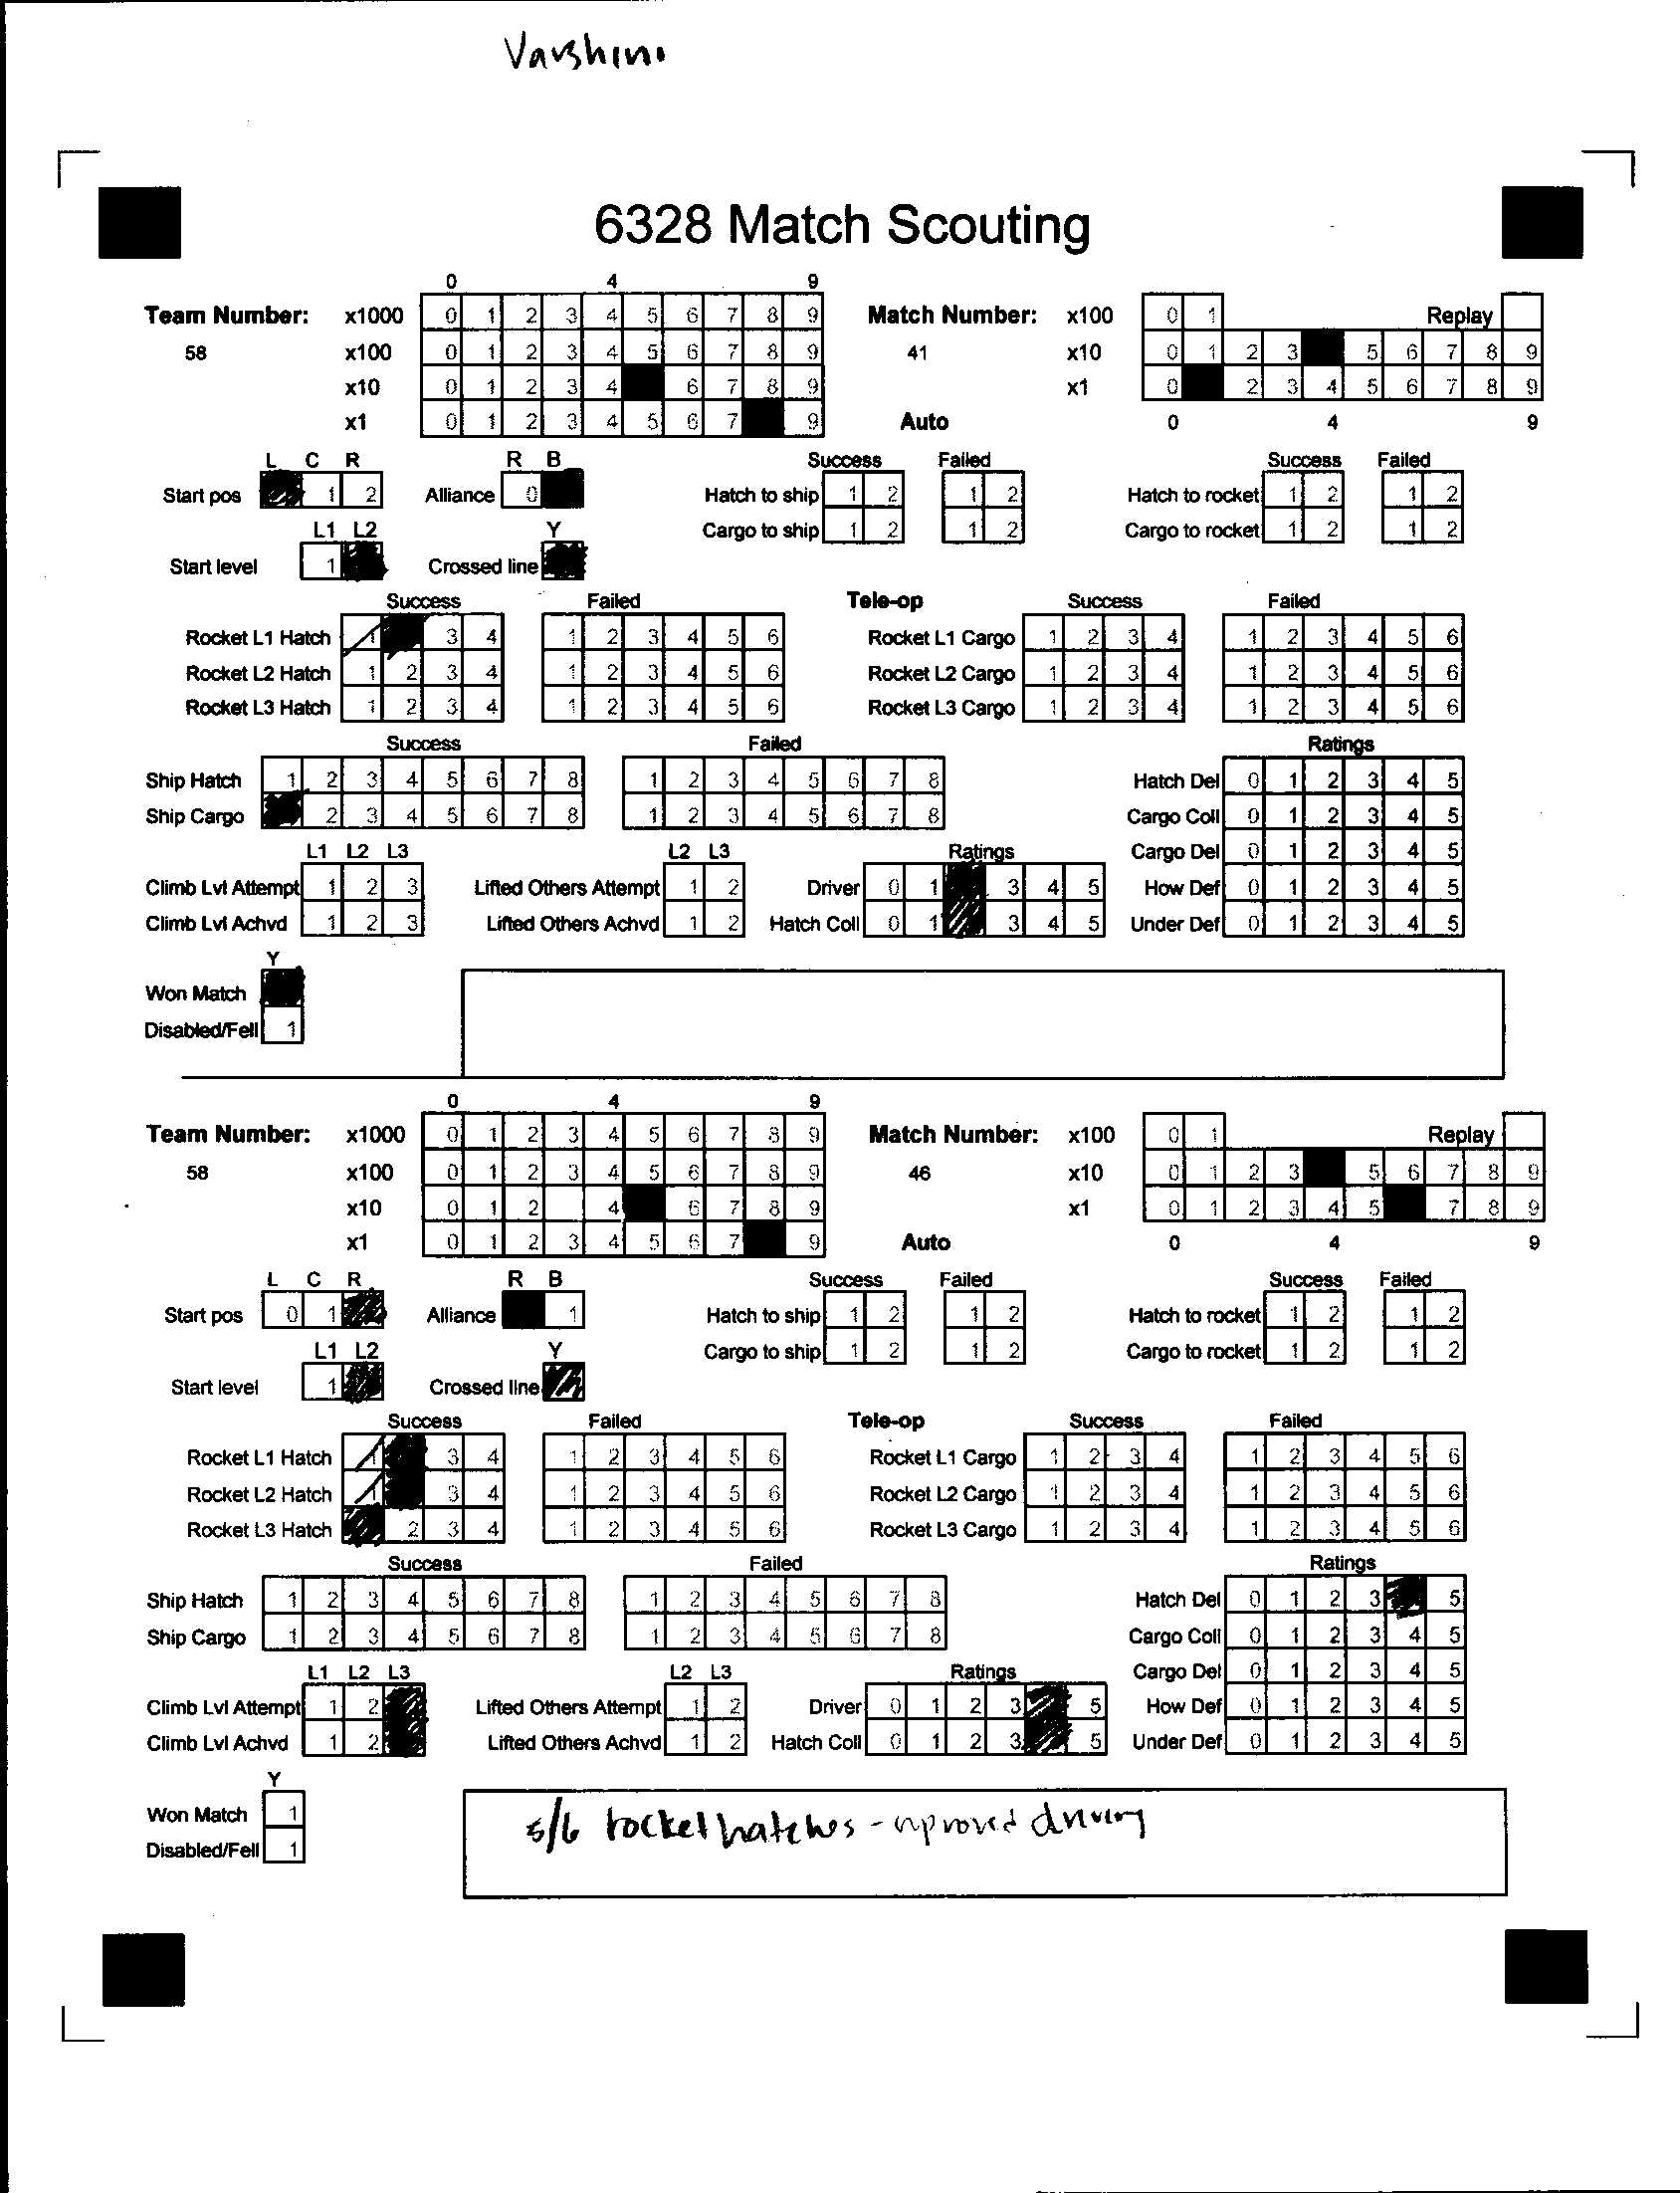 Varshini
6328 Match Scouting
0 4 9
Team Number: x1000 0 1 2 3 4 5 6 7 8 9 Match Number: x100 0 1 Replay
58 x100 0 1 2 3 4 5 6 7 8 9 41 x10 0 1 2 3 5 6 7 8 9
x10 0 1 2 3 4 6 7 8 9 x1 0 2 3 4 5 6 7 8 9
x1 0 1 2 3 4 5 6 7 9 Auto 0 4 9
L C R R B Success Failed Success Failed
Start pos 1 2 Alliance 0 Hatch to ship 1 2 1 2 Hatch to rocket 1 2 1 2
L1 L2 Y Cargo to ship 1 2 1 2 Cargo to rocket 1 2 1 2
Start level 1 Crossed line
Success Failed Tele-op Success Failed
Rocket L1 Hatch 1 3 4 1 2 3 4 5 6 Rocket L1 Cargo 1 2 3 4 1 2 3 4 5 6
Rocket L2 Hatch 1 2 3 4 1 2 3 4 5 6 Rocket L2 Cargo 1 2 3 4 1 2 3 4 5 6
Rocket L3 Hatch 1 2 3 4 1 2 3 4 5 6 Rocket L3 Cargo 1 2 3 4 1 2 3 4 5 6
Success Failed Ratings
Ship Hatch 1 2 3 4 5 6 7 8 1 2 3 4 5 6 7 8 Hatch Del 0 1 2 3 4 5
Ship Cargo 2 3 4 5 6 7 8 1 2 3 4 5 6 7 8 Cargo Coll 0 1 2 3 4 5
L1 L2 L3 L2 L3 Ratings Cargo Del 0 1 2 3 4 5
Climb Lvl Attempt 1 2 3 Lifted Others Attempt 1 2 Driver 0 1 3 4 5 How Def 0 1 2 3 4 5
Climb Lvl Achvd 1 2 3 Lifted Others Achvd 1 2 Hatch Coll 0 1 3 4 5 Under Def 0 1 2 3 4 5
Y
Won Match
Disabled/Fell 1
0 4 9
Team Number: x1000 0 1 2 3 4 5 6 7 8 9 Match Number: x100 0 1 Replay
58 x100 0 1 2 3 4 5 6 7 8 9 46 x10 0 1 2 3 5 6 7 8 9
x10 0 1 2 4 6 7 8 9 x1 0 1 2 3 4 5 7 8 9
x1 0 1 2 3 4 5 6 7 9 Auto 0 4 9
L C R R B Success Failed Success Failed
Start pos 0 1 Alliance 1 Hatch to ship 1 2 1 2 Hatch to rocket 1 2 1 2
L1 L2 Y Cargo to ship 1 2 1 2 Cargo to rocket 1 2 1 2
Start level 1 Crossed line
Success Failed Tele-op Success Failed
Rocket L1 Hatch 1 3 4 1 2 3 4 5 6 Rocket L1 Cargo 1 2 3 4 1 2 3 4 5 6
Rocket L2 Hatch 1 3 4 1 2 3 4 5 6 Rocket L2 Cargo 1 2 3 4 1 2 3 4 5 6
Rocket L3 Hatch 2 3 4 1 2 3 4 5 6 Rocket L3 Cargo 1 2 3 4 1 2 3 4 5 6
Success Failed Ratings
Ship Hatch 1 2 3 4 5 6 7 8 1 2 3 4 5 6 7 8 Hatch Del 0 1 2 3 5
Ship Cargo 1 2 3 4 5 6 7 8 1 2 3 4 5 6 7 8 Cargo Coll 0 1 2 3 4 5
L1 L2 L3 L2 L3 Ratings Cargo Del 0 1 2 3 4 5
Climb Lvl Attempt 1 2 Lifted Others Attempt 1 2 Driver 0 1 2 3 5 How Def 0 1 2 3 4 5
Climb Lvl Achvd 1 2 Lifted Others Achvd 1 2 Hatch Coll 0 1 2 3 5 Under Def 0 1 2 3 4 5
Y
Won Match 1
Disabled/Fell 1
5/6 rocket hatches - driving